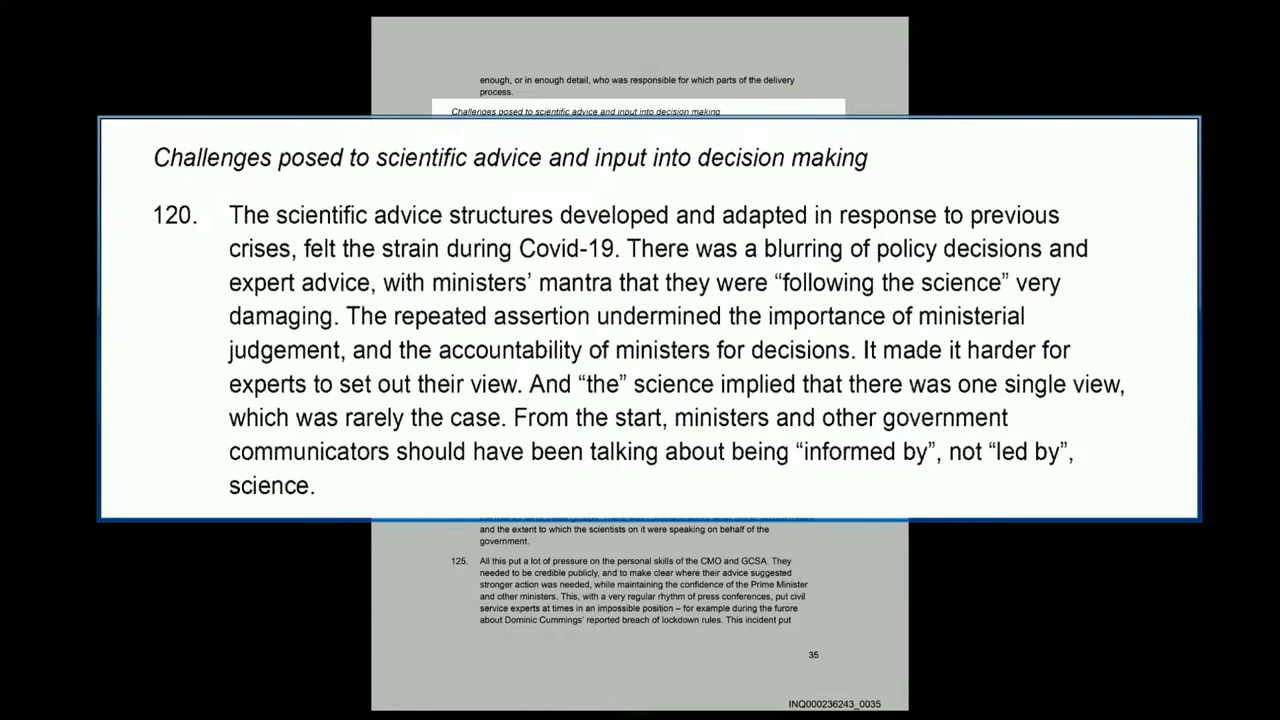 enough, or in enough detail, who was responsible for which parts of the delivery
process.
Challenges posed to scientific advice and input into decision making
Challenges posed to scientific advice and input into decision making
120. The scientific advice structures developed and adapted in response to previous
crises, felt the strain during Covid-19. There was a blurring of policy decisions and
expert advice, with ministers’ mantra that they were “following the science” very
damaging. The repeated assertion undermined the importance of ministerial
judgement, and the accountability of ministers for decisions. It made it harder for
experts to set out their view. And “the” science implied that there was one single view,
which was rarely the case. From the start, ministers and other government
communicators should have been talking about being “informed by”, not “led by”,
science.
and the extent to which the scientists on it were speaking on behalf of the
government.
125. All this put a lot of pressure on the personal skills of the CMO and GCSA. They
needed to be credible publicly, and to make clear where their advice suggested
stronger action was needed, while maintaining the confidence of the Prime Minister
and other ministers. This, with a very regular rhythm of press conferences, put civil
service experts at times in an impossible position – for example during the furore
about Dominic Cummings’ reported breach of lockdown rules. This incident put
35
INQ000236243_0035